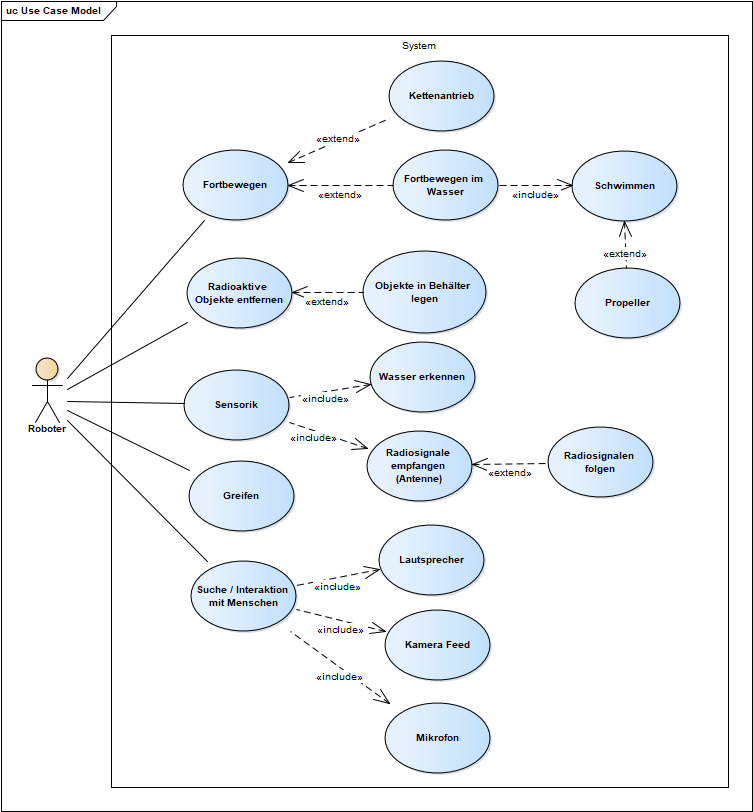 uc Use Case Model
System
Kettenantrieb
«extend»
Fortbewegen
Fortbewegen im
Wasser
Schwimmen
«extend»
«include»
«extend»
Radioaktive
Objekte entfernen
Objekte in Behälter
legen
Propeller
«extend»
Wasser erkennen
Sensorik
«include»
Roboter
«include»
Radiosignale
empfangen
(Antenne)
Radiosignalen
folgen
«extend»
Greifen
Lautsprecher
Suche / Interaktion
mit Menschen
«include»
«include»
Kamera Feed
«include»
Mikrofon